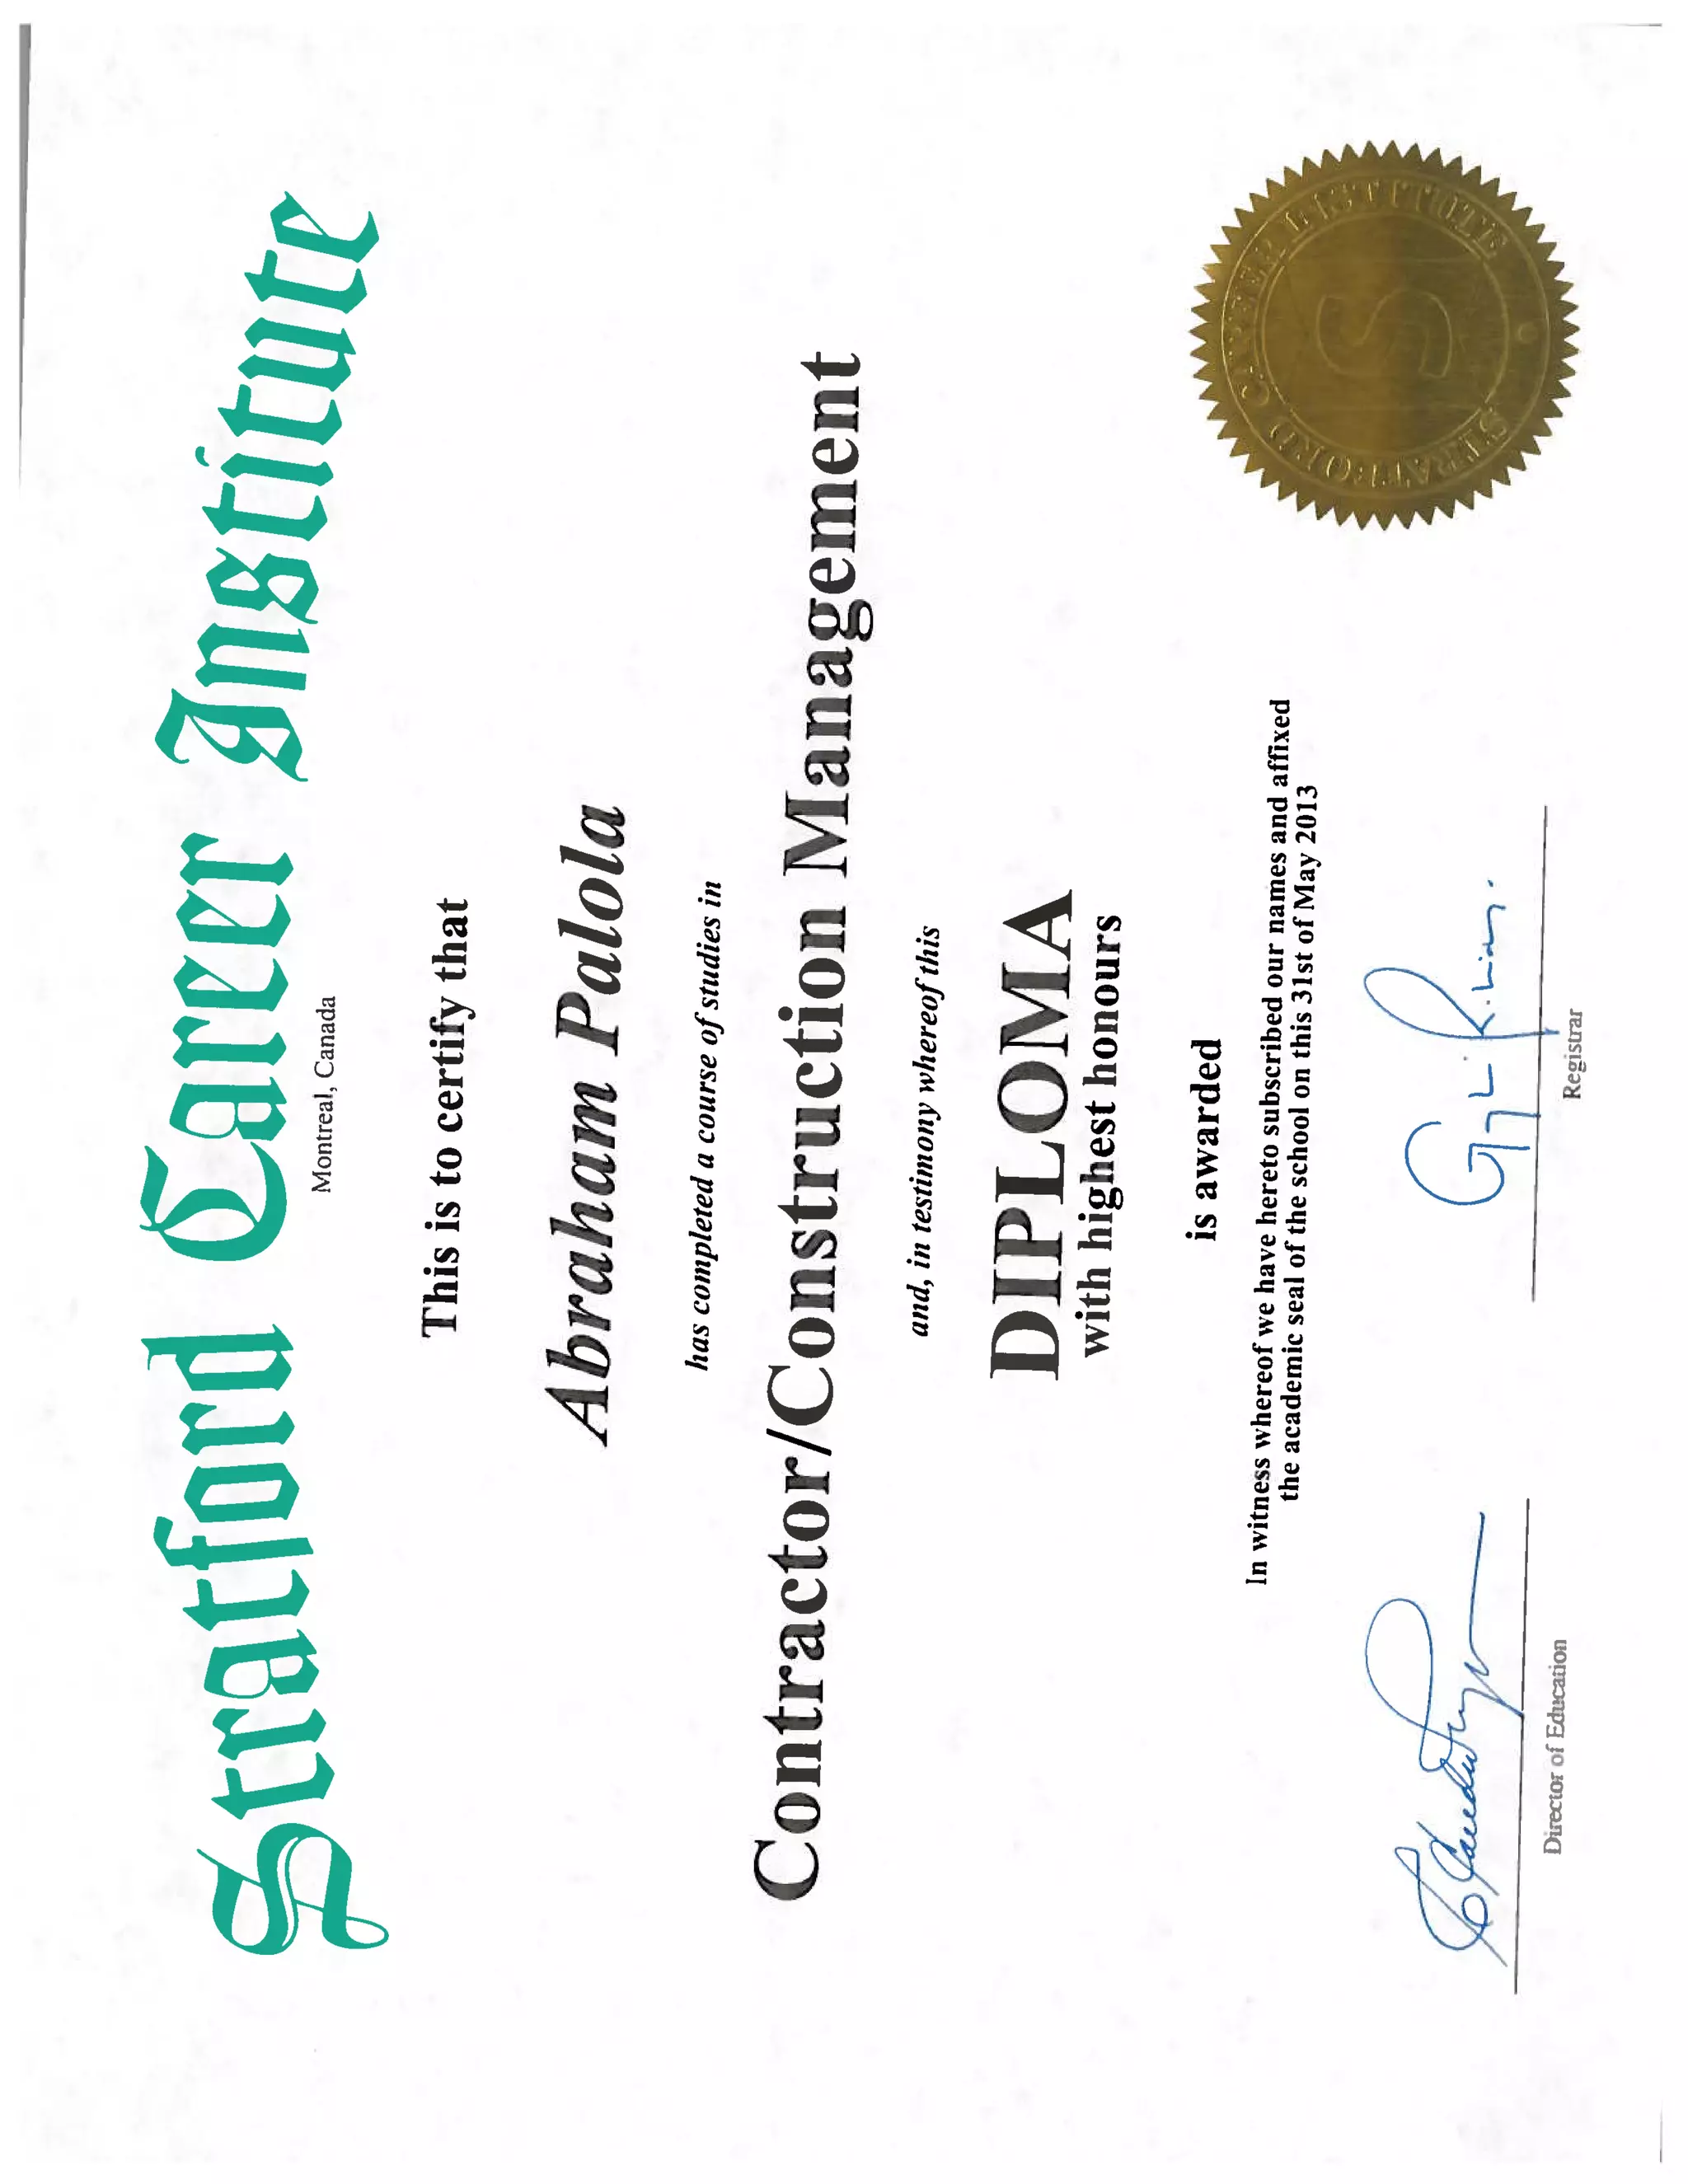 Stratford Career Institute
Montreal, Canada
This is to certify that
Abraham Palola
has completed a course of studies in
Contractor/Construction Management
and, in testimony whereof this
DIPLOMA
with highest honours
is awarded
In witness whereof we have hereto subscribed our names and affixed
the academic seal of the school on this 31st of May 2013
Director of Education
Registrar
STRATFORD CAREER INSTITUTE
S